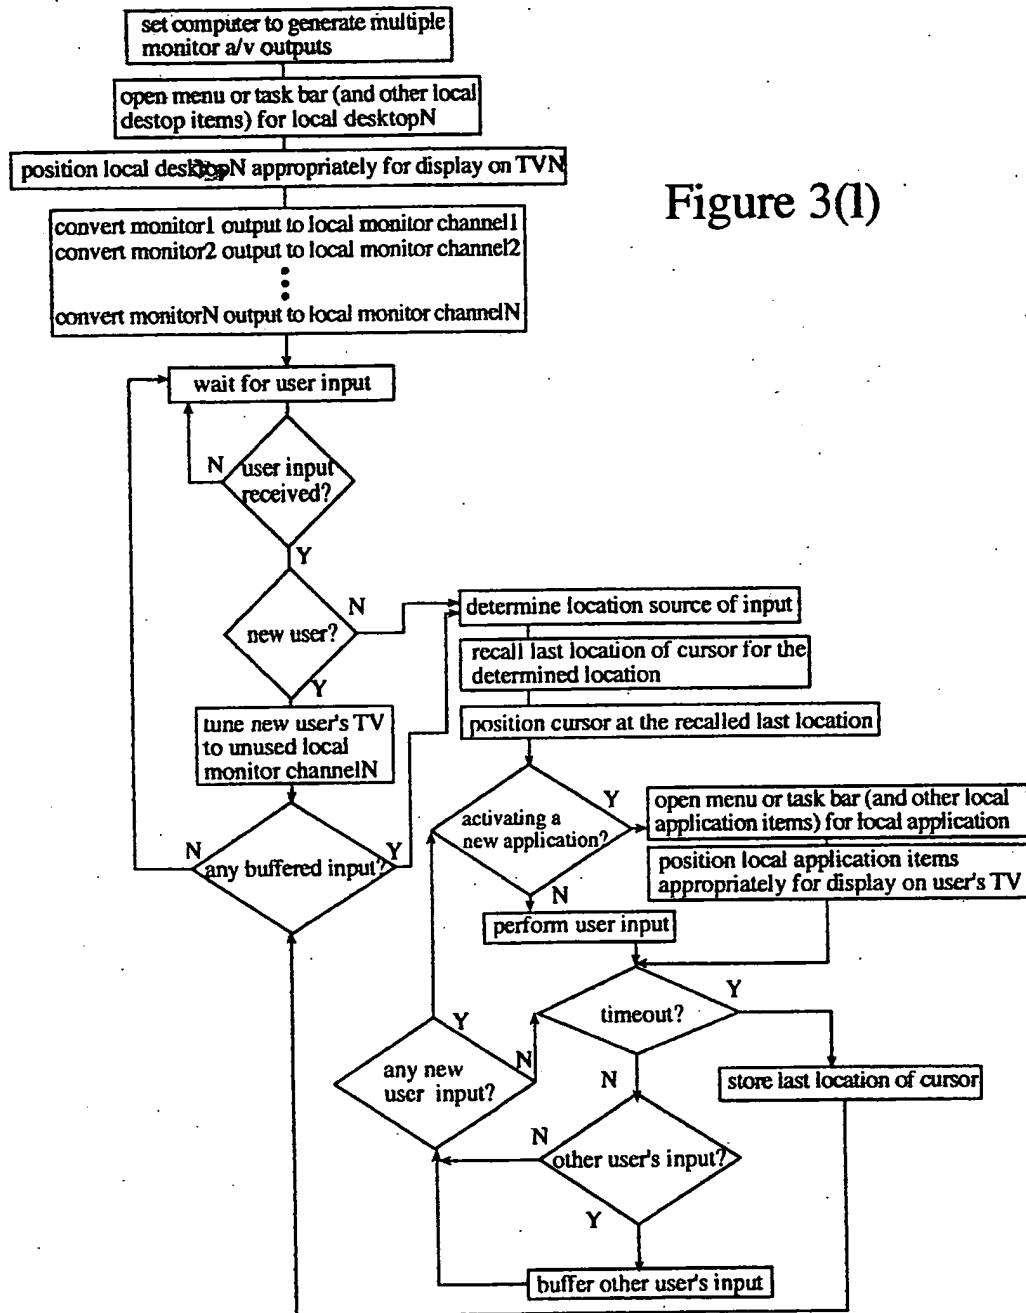 set computer to generate multiple
monitor a/v outputs
open menu or task bar (and other local
destop items) for local desktopN
position local desktopN appropriately for display on TVN
Figure 3(l)
convert monitor1 output to local monitor channel1
convert monitor2 output to local monitor channel2
convert monitorN output to local monitor channelN
wait for user input
N
user input
received?
Y
new user?
N
Y
determine location source of input
recall last location of cursor for the
determined location
position cursor at the recalled last location
tune new user's TV
to unused local
monitor channelN
N
any buffered input?
Y
activating a
new application?
Y
N
open menu or task bar (and other local
application items) for local application
position local application items
appropriately for display on user's TV
perform user input
timeout?
Y
N
any new
user input?
Y
N
store last location of cursor
other user's input?
N
Y
buffer other user's input